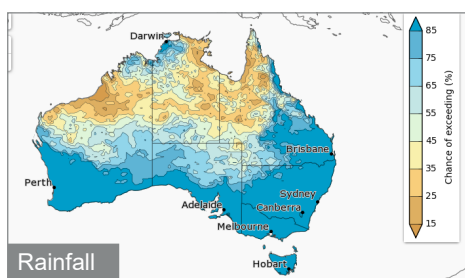 Darwin
Brisbane
Perth
Sydney
Adelaide
Canberra
Melbourne
Hobart
Rainfall
85
75
65
55
45
35
25
15
Chance of exceeding (%)